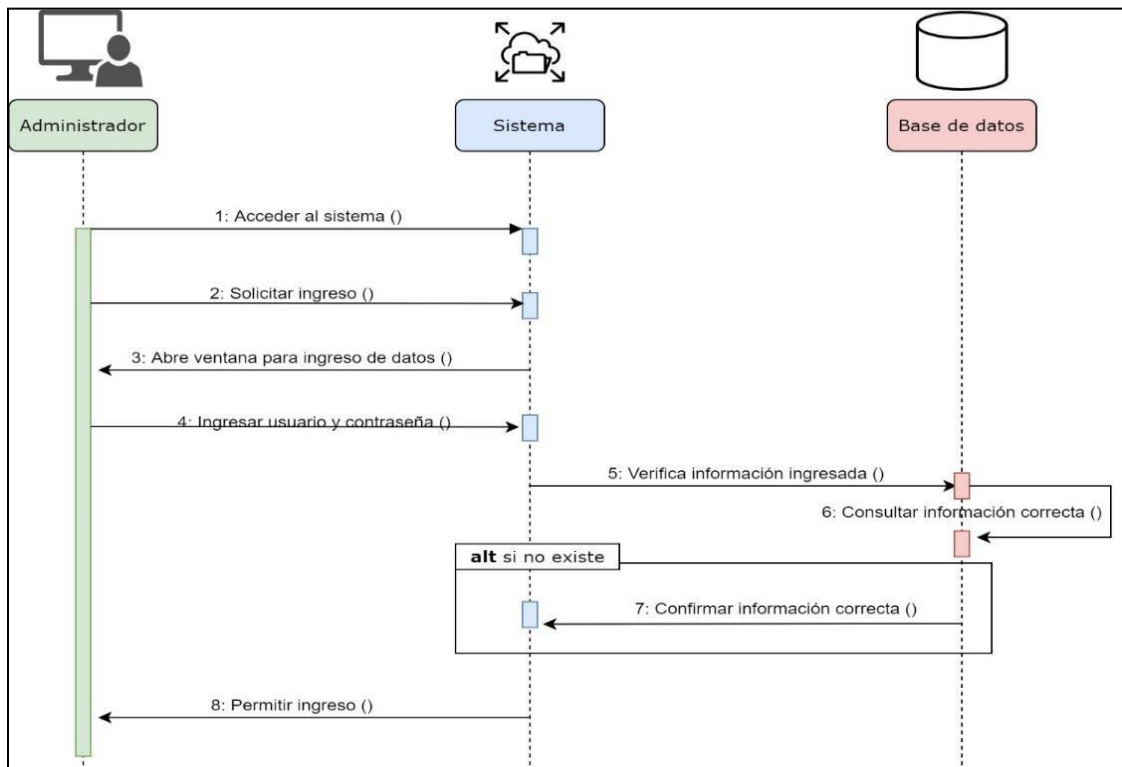 Administrador
Sistema
Base de datos
1: Acceder al sistema ()
2: Solicitar ingreso ()
3: Abre ventana para ingreso de datos ()
4: Ingresar usuario y contraseña ()
5: Verifica información ingresada ()
6: Consultar información correcta ()
alt si no existe
7: Confirmar información correcta ()
8: Permitir ingreso ()